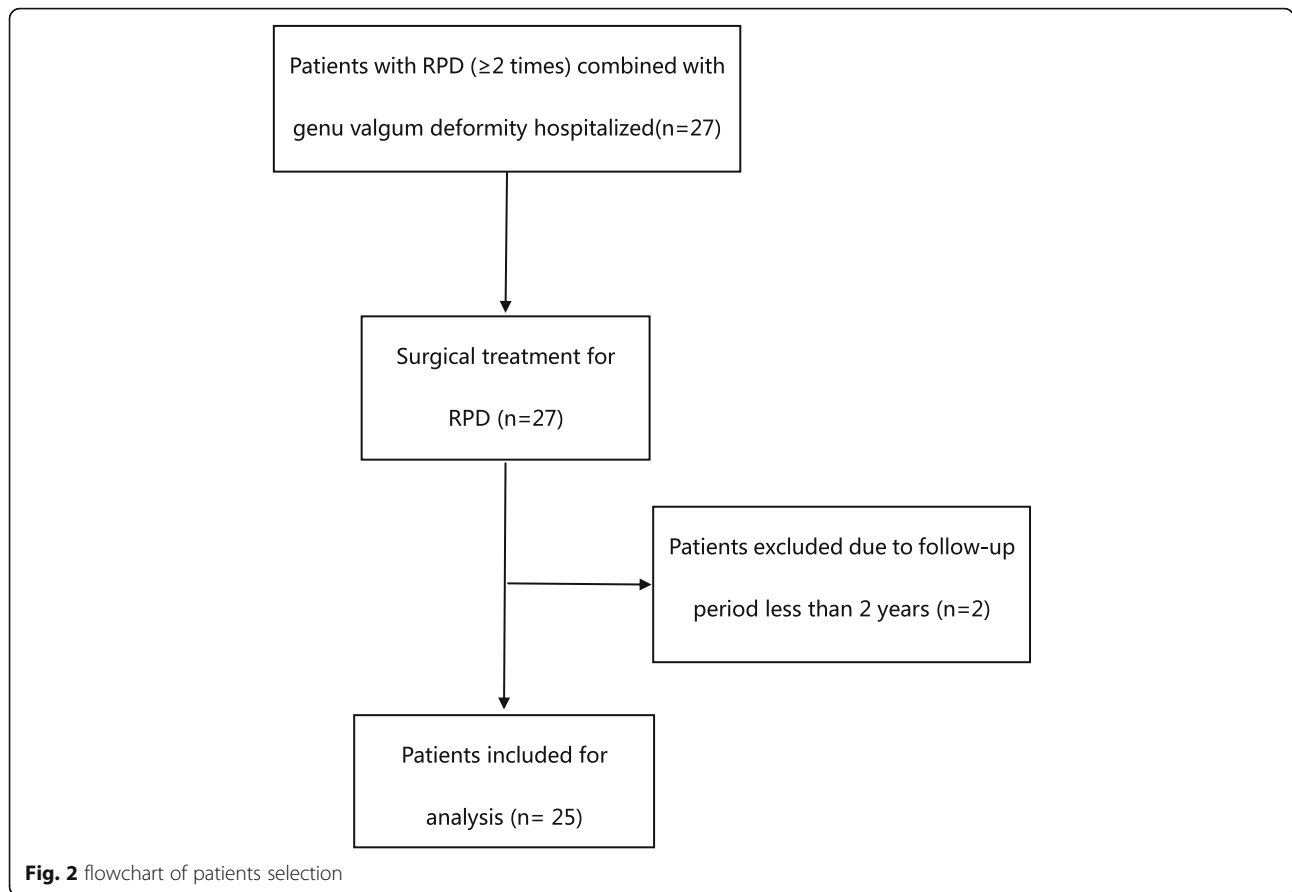 Patients with RPD (≥2 times) combined with
genu valgum deformity hospitalized(n=27)
Surgical treatment for
RPD (n=27)
Patients excluded due to follow-up
period less than 2 years (n=2)
Patients included for
analysis (n= 25)
Fig. 2 flowchart of patients selection